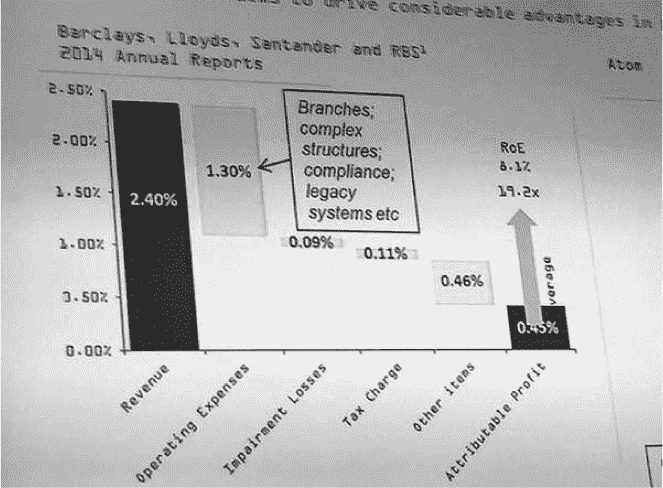 to drive considerable advantages in
Barclays, Lloyds, Santander and RBS¹
2014 Annual Reports
Atom
2.50%
2.00%
1.50%
1.00%
0.50%
0.00%
2.40%
1.30%
Branches;
complex
structures;
compliance;
legacy
systems etc
0.09%
0.11%
0.46%
0.45%
RoE
8.1%
19.2x
Revenue
Operating Expenses
Impairment Losses
Tax Charge
Other items
Attributable Profit